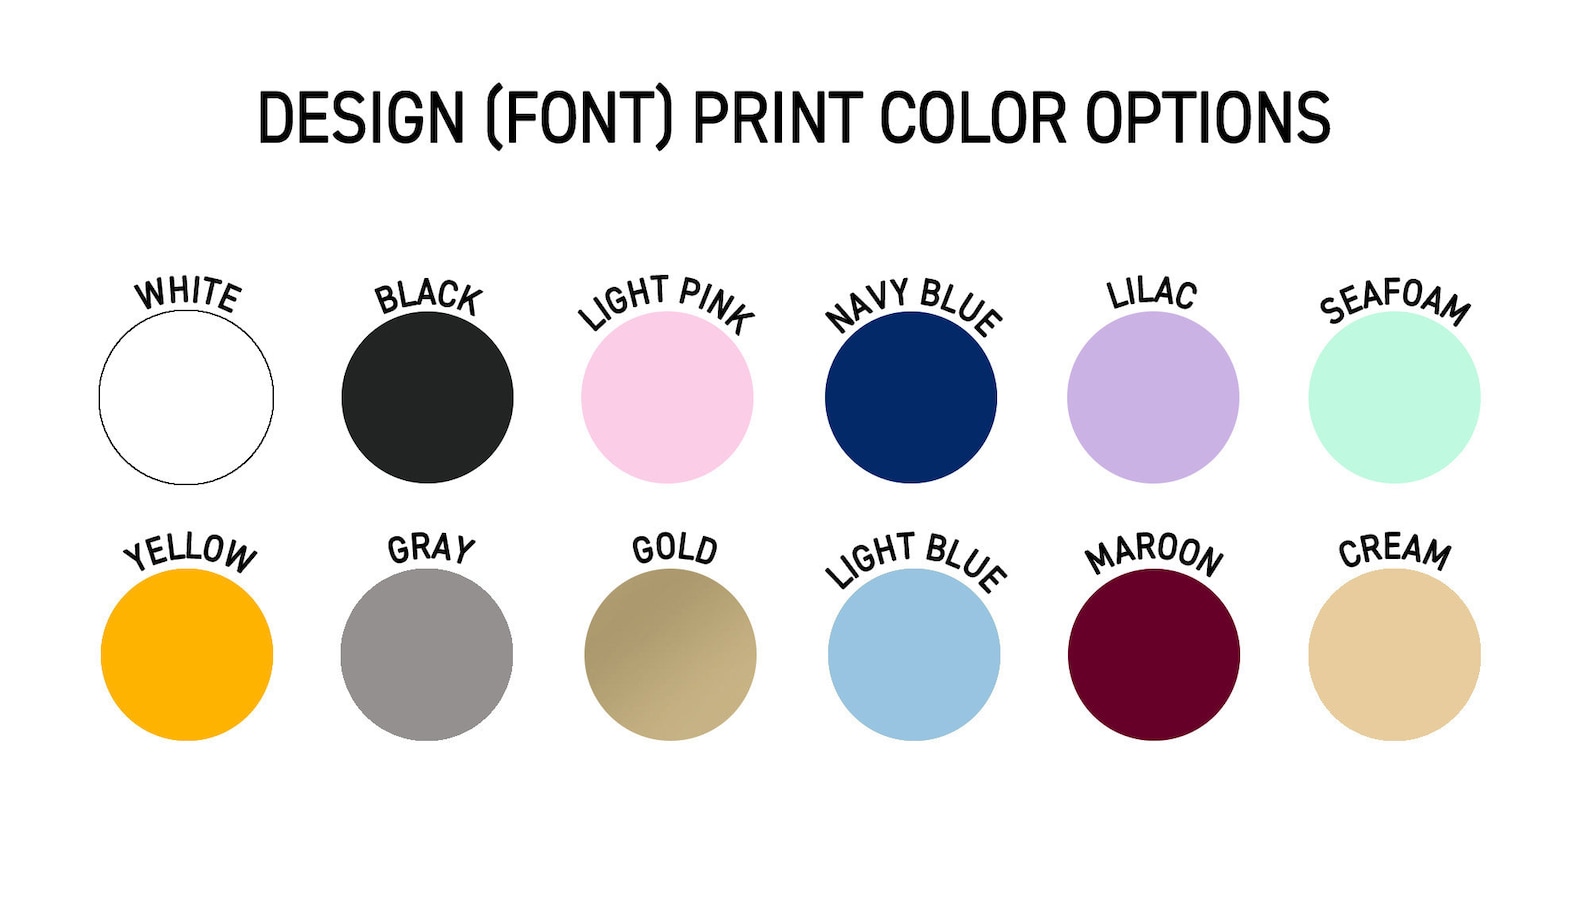 DESIGN (FONT) PRINT COLOR OPTIONS
WHITE
BLACK
LIGHT PINK
NAVY BLUE
LILAC
SEAFOAM
YELLOW
GRAY
GOLD
LIGHT BLUE
MAROON
CREAM